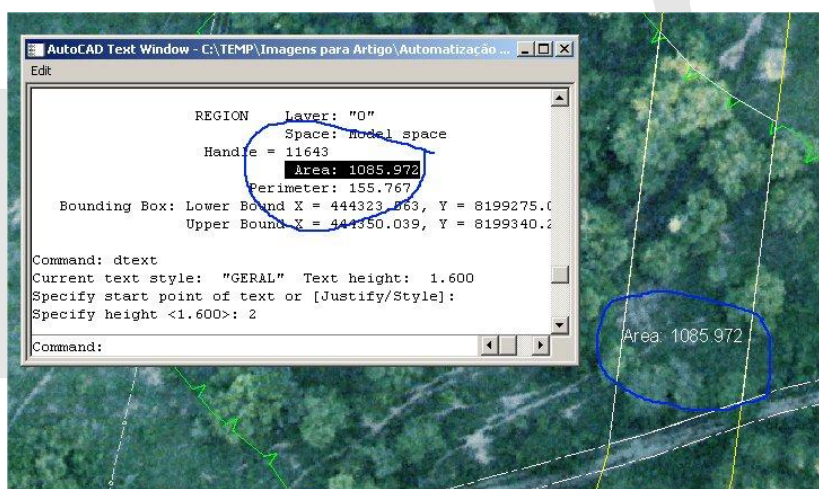 AutoCAD Text Window - C:\TEMP\Imagens para Artigo\Automatização ...
Edit
REGION Layer: "0"
Space: Model space
Handle = 11643
Area: 1085.972
Perimeter: 155.767
Bounding Box: Lower Bound X = 444323.863, Y = 8199275.0
Upper Bound X = 444350.039, Y = 8199340.2
Command: dtext
Current text style: "GERAL" Text height: 1.600
Specify start point of text or [Justify/Style]:
Specify height <1.600>: 2
Command:
Area: 1085.972